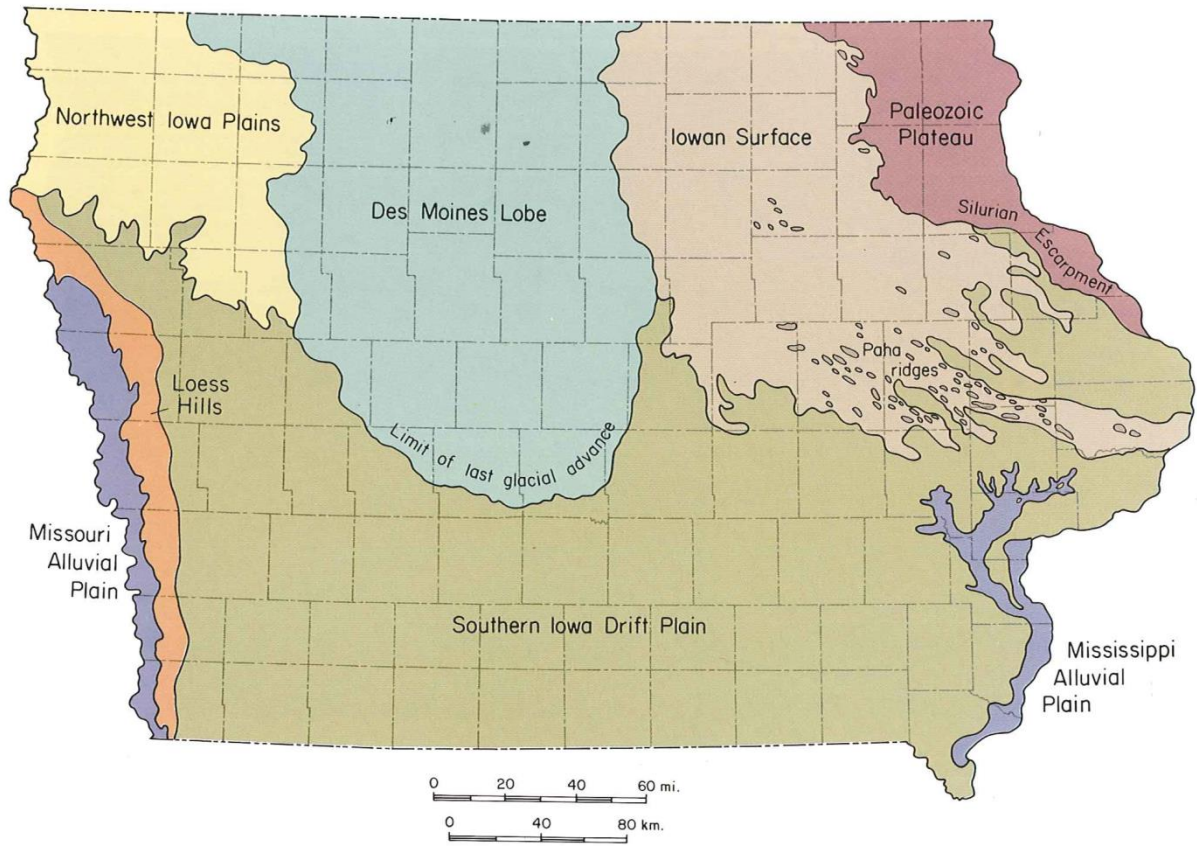 Northwest Iowa Plains
Des Moines Lobe
Iowan Surface
Paleozoic
Plateau
Silurian
Escarpment
Paha
ridges
Loess
Hills
Limit of last glacial advance
Missouri
Alluvial
Plain
Southern Iowa Drift Plain
Mississippi
Alluvial
Plain
0 20 40 60 mi.
0 40 80 km.